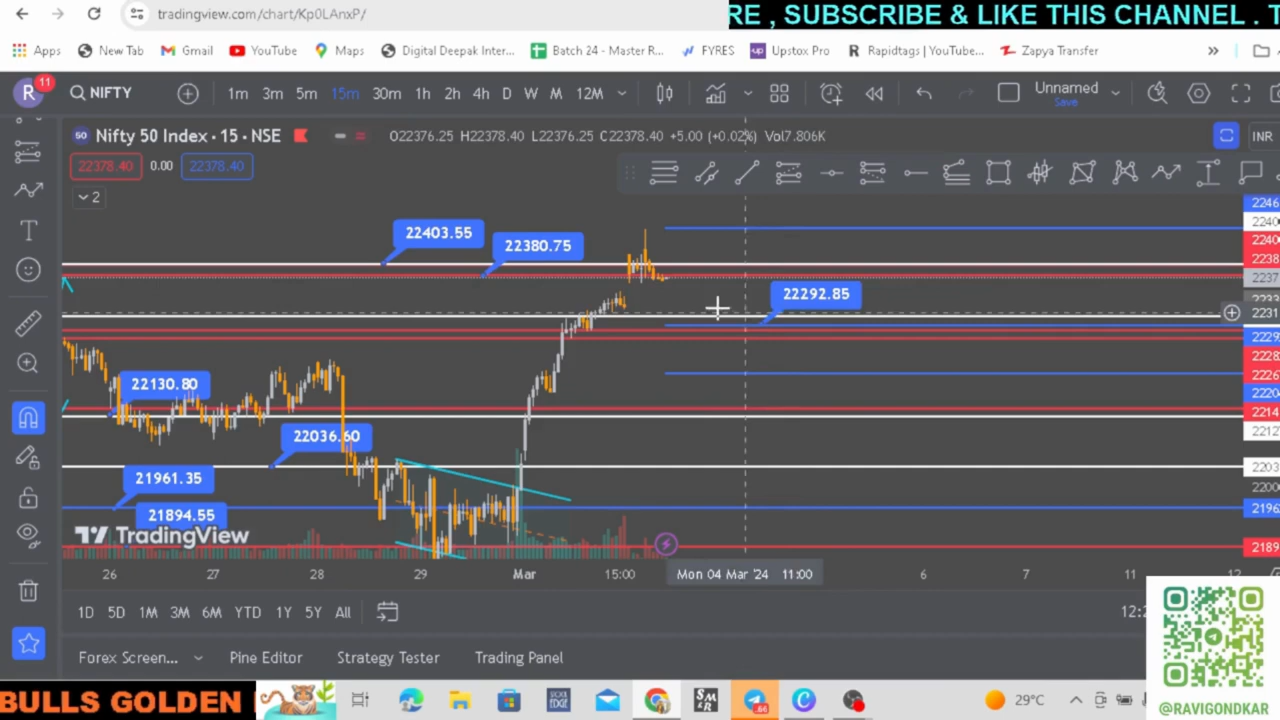 tradingview.com/chart/Kp0LAnxP/
RE , SUBSCRIBE & LIKE THIS CHANNEL . T
Apps New Tab Gmail YouTube Maps Digital Deepak Inter... Batch 24 - Master R... FYRES Upstox Pro Rapidtags | YouTube... Zapya Transfer »
R 11 NIFTY 1m 3m 5m 15m 30m 1h 2h 4h D W M 12M Unnamed
Save
50 Nifty 50 Index · 15 · NSE O22376.25 H22378.40 L22376.25 C22378.40 +5.00 (+0.02%) Vol7.806K INR
22378.40 0.00 22378.40
2
2246
2240
22403.55
2240
22380.75
2238
2237
22292.85
2231
2229
2228
2226
22130.80
2220
2214
2212
22036.60
2203
21961.35
2200
21894.55
2196
TradingView
2189
26 27 28 29 Mar 15:00 Mon 04 Mar '24 11:00 6 7 11 12
1D 5D 1M 3M 6M YTD 1Y 5Y All
Forex Screen... Pine Editor Strategy Tester Trading Panel
BULLS GOLDEN
66
29°C
@RAVIGONDKAR